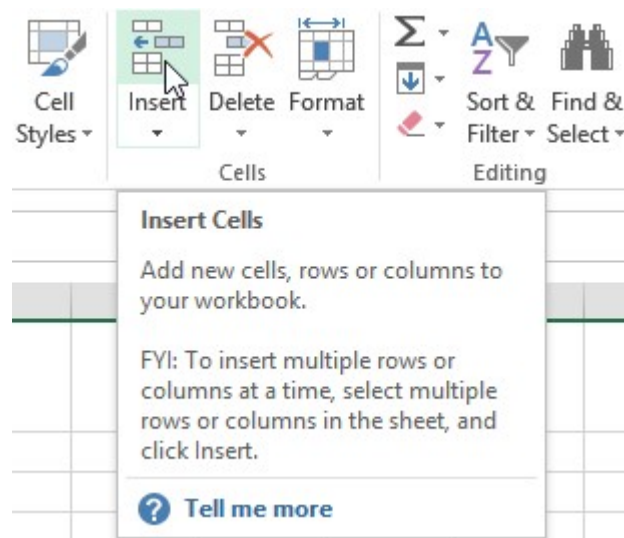 Cell
Styles
Insert
Delete
Format
Cells
Sort &
Filter
Find &
Select
Editing
Insert Cells
Add new cells, rows or columns to
your workbook.
FYI: To insert multiple rows or
columns at a time, select multiple
rows or columns in the sheet, and
click Insert.
Tell me more